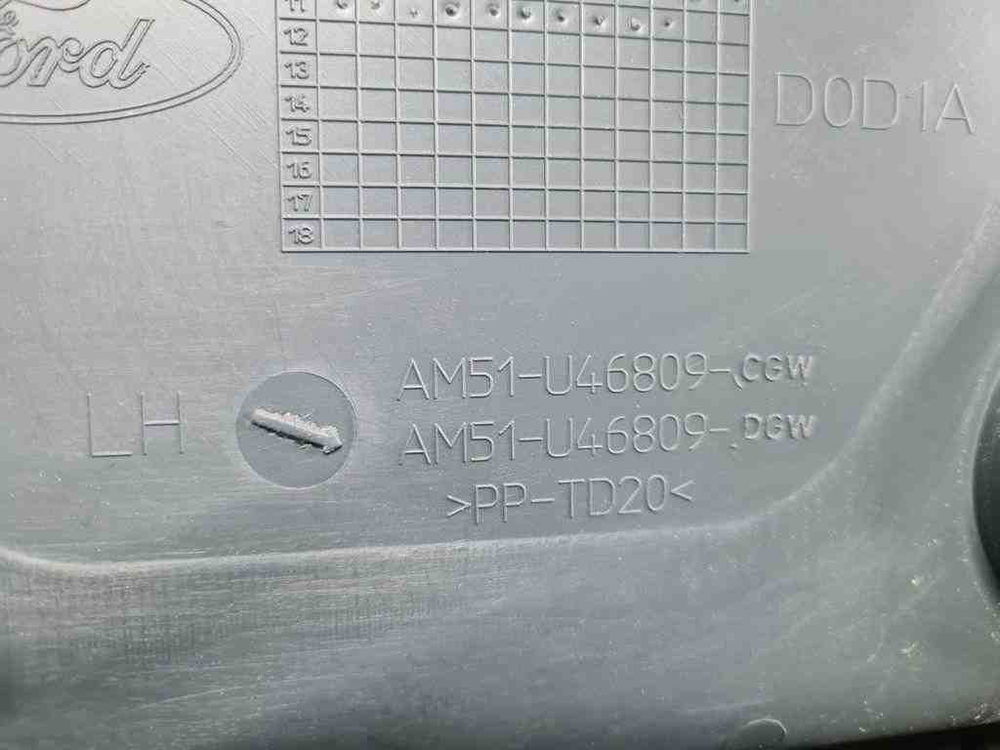 Ford
11
12
13
14
15
16
17
18
D0D1A
LH
AM51-U46809-CGW
AM51-U46809-DGW
>PP-TD20<